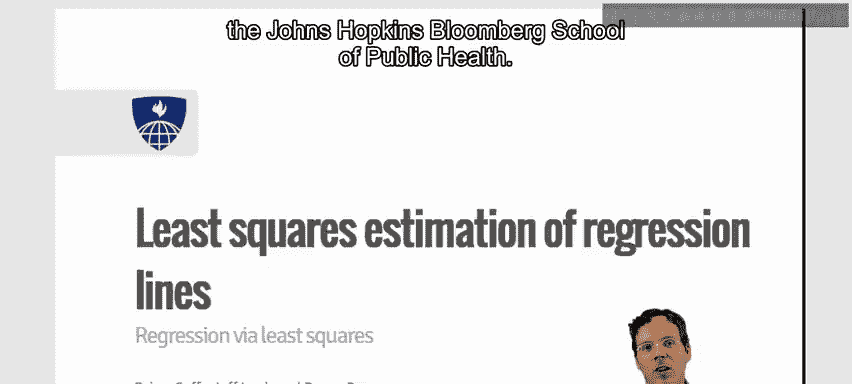 the Johns Hopkins Bloomberg School
of Public Health.
Least squares estimation of regression
lines
Regression via least squares